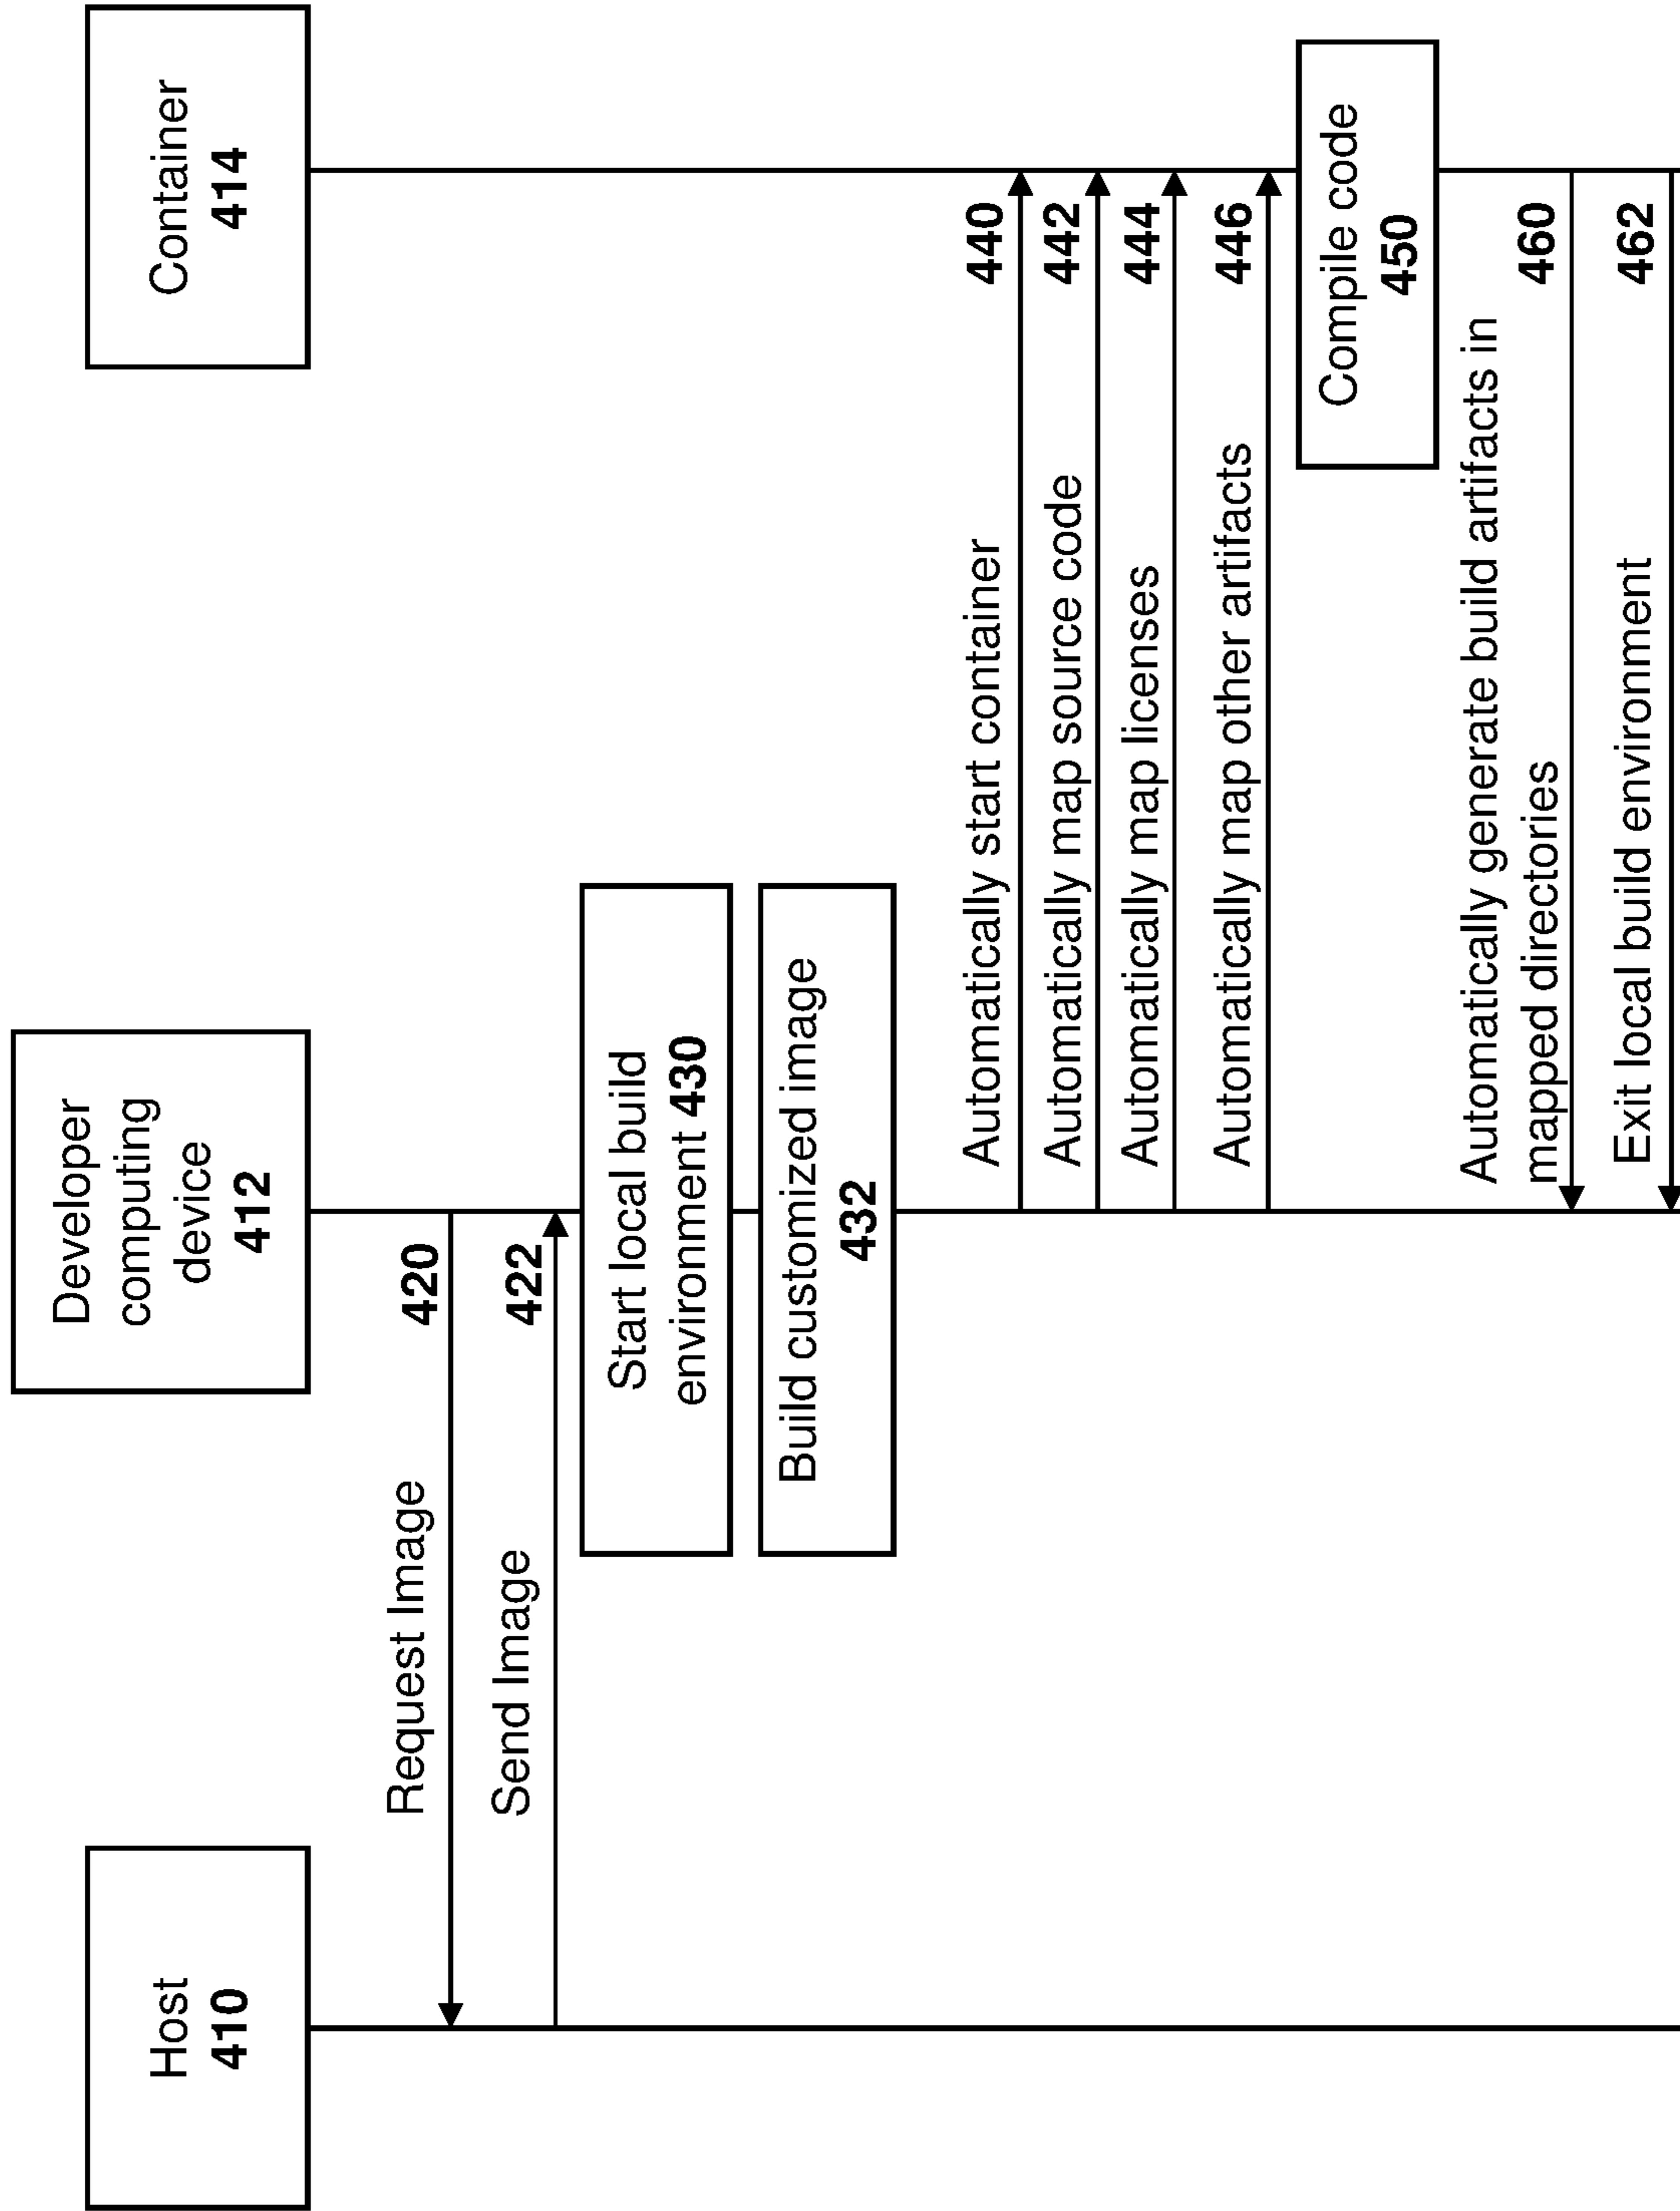 Host
410
Developer
computing
device
412
Container
414
Request Image
420
Send Image
422
Start local build
environment 430
Build customized image
432
Automatically start container
440
Automatically map source code
442
Automatically map licenses
444
Automatically map other artifacts
446
Compile code
450
Automatically generate build artifacts in
mapped directories
460
Exit local build environment
462